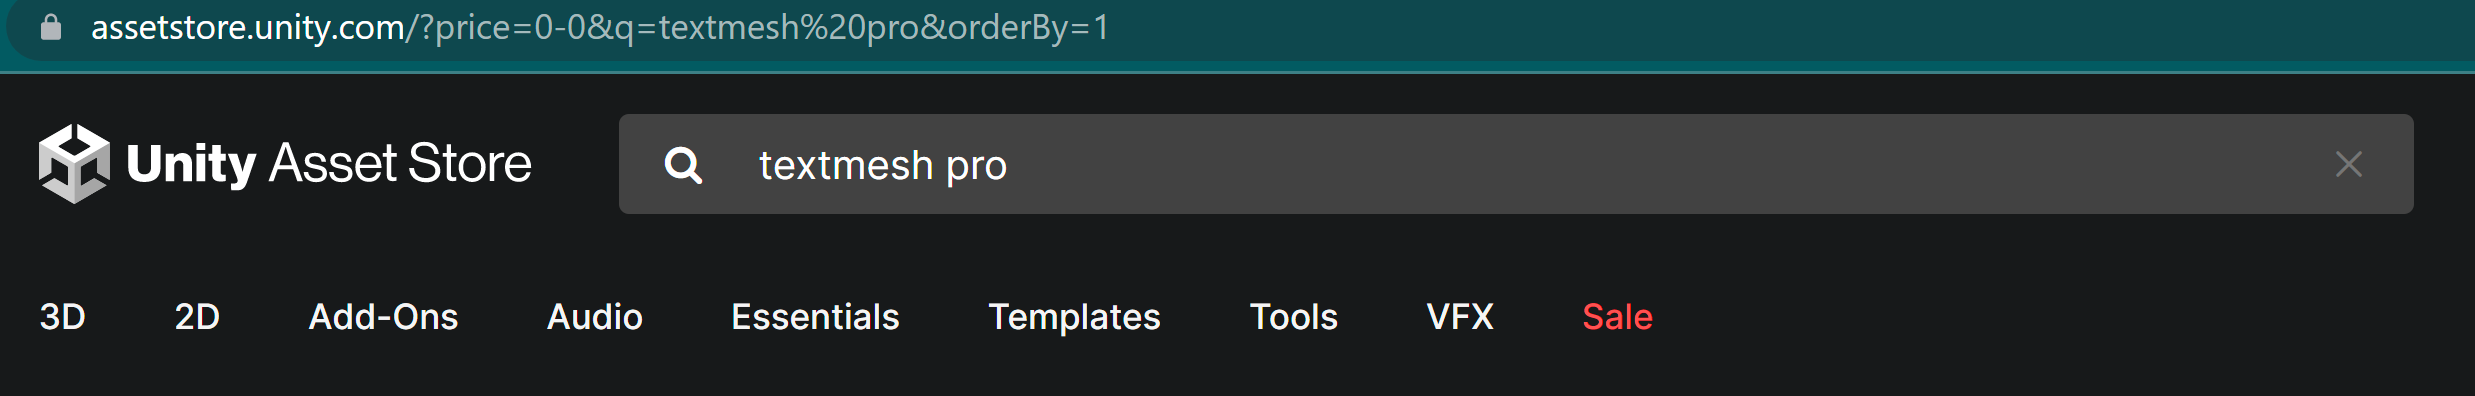 assetstore.unity.com/?price=0-0&q=textmesh%20pro&orderBy=1
Unity Asset Store
textmesh pro
3D 2D Add-Ons Audio Essentials Templates Tools VFX Sale